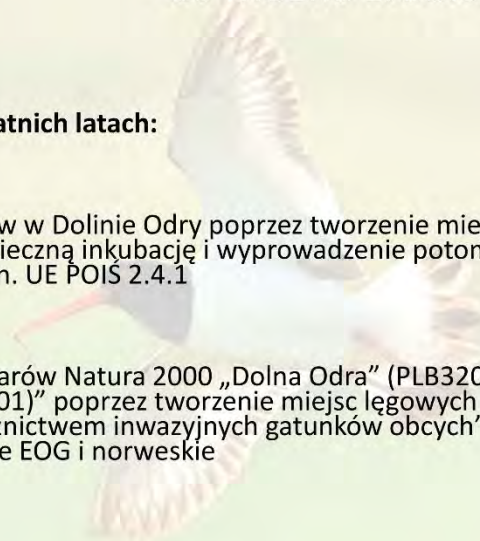 atnich latach:
w w Dolinie Odry poprzez tworzenie mie
ieczną inkubację i wyprowadzenie poton
n. UE POIŚ 2.4.1
arów Natura 2000 „Dolna Odra” (PLB320
01)” poprzez tworzenie miejsc lęgowych
nictwem inwazyjnych gatunków obcych”
e EOG i norweskie